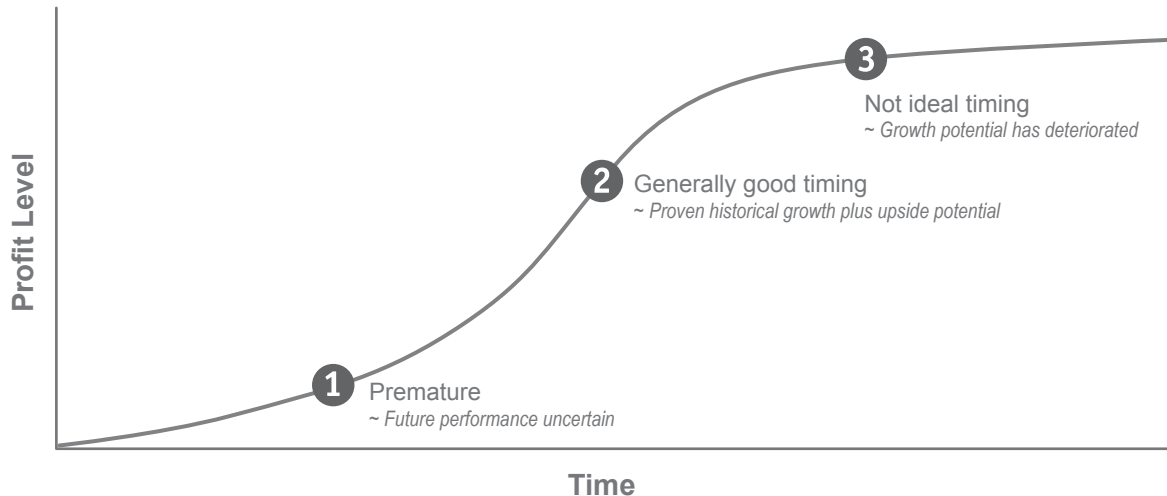 3
Not ideal timing
~ Growth potential has deteriorated
2
Generally good timing
~ Proven historical growth plus upside potential
Profit Level
1
Premature
~ Future performance uncertain
Time